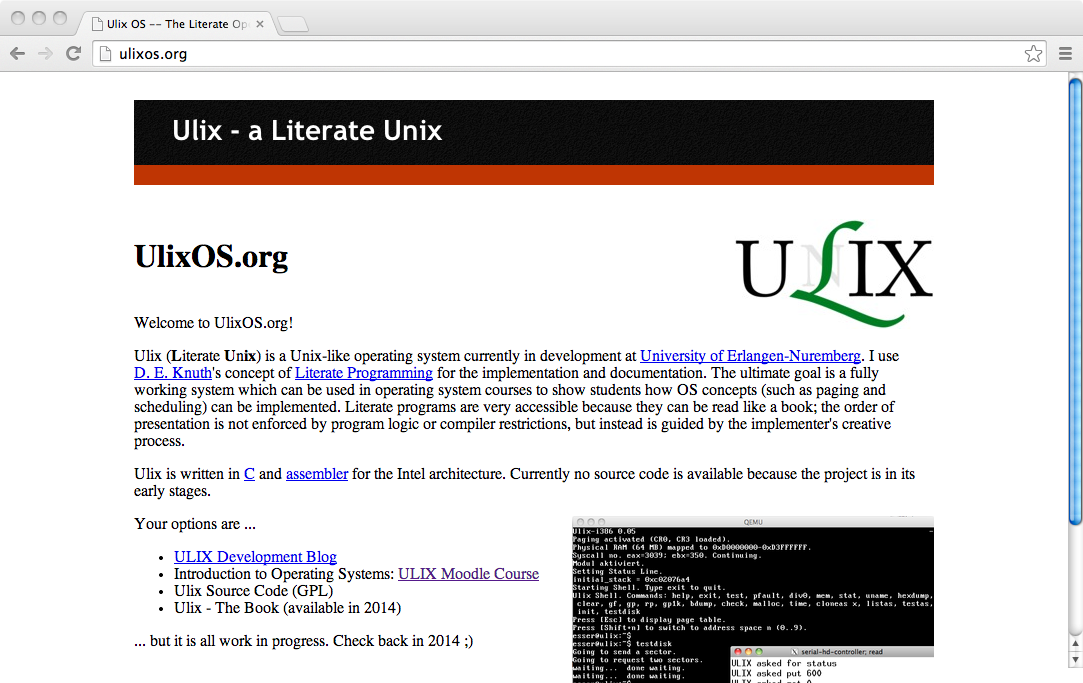 Ulix OS -- The Literate Op
ulixos.org
Ulix - a Literate Unix
UlixOS.org
ULIX
Welcome to UlixOS.org!
Ulix (Literate Unix) is a Unix-like operating system currently in development at University of Erlangen-Nuremberg. I use
D. E. Knuth's concept of Literate Programming for the implementation and documentation. The ultimate goal is a fully
working system which can be used in operating system courses to show students how OS concepts (such as paging and
scheduling) can be implemented. Literate programs are very accessible because they can be read like a book; the order of
presentation is not enforced by program logic or compiler restrictions, but instead is guided by the implementer's creative
process.
Ulix is written in C and assembler for the Intel architecture. Currently no source code is available because the project is in its
early stages.
Your options are ...
• ULIX Development Blog
• Introduction to Operating Systems: ULIX Moodle Course
• Ulix Source Code (GPL)
• Ulix - The Book (available in 2014)
... but it is all work in progress. Check back in 2014 ;)
QEMU
Ulix-i386 0.05
Paging activated (CR0, CR3 loaded).
Physical RAM (64 MB) mapped to 0xD0000000-0xD3FFFFFF.
Syscall no. eax=3039; ebx=350. Continuing.
Modul aktiviert.
Setting Status Line.
initial_stack = 0xc02076a4
Starting Shell. Type exit to quit.
Ulix Shell. Commands: help, exit, test, pfault, div0, mem, stat, uname, hexdump,
clear, gf, gp, rp, gp1k, bdump, check, malloc, time, cloneas x, listas, testas,
init, testdisk
Press [Esc] to display page table.
Press [Shift+n] to switch to address space n (0..9).
esser@ulix:~$
esser@ulix:~$ testdisk
Going to send a sector.
Going to request two sectors.
waiting... done waiting.
waiting... done waiting.
serial-hd-controller; read
ULIX asked for status
ULIX asked put 600